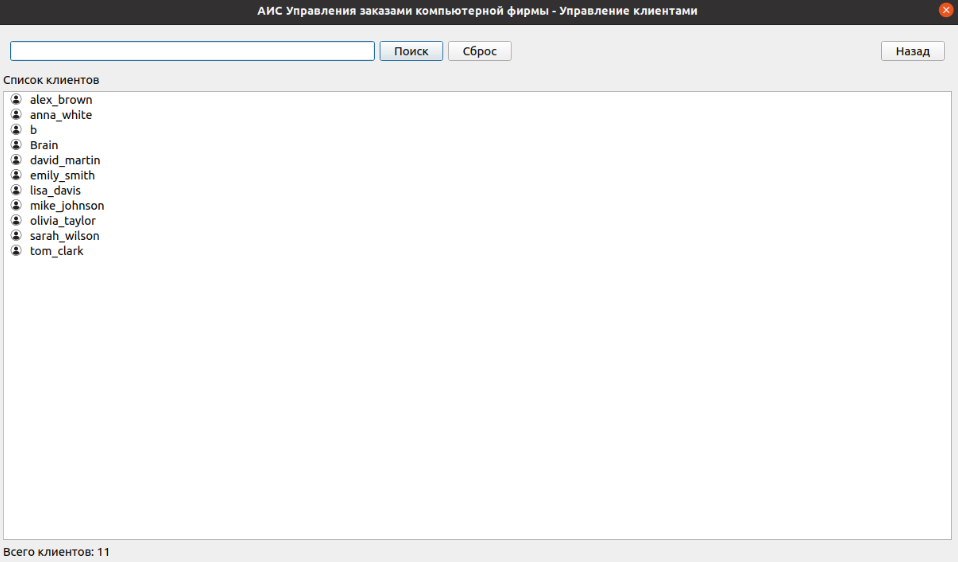 АИС Управления заказами компьютерной фирмы - Управление клиентами
Поиск Сброс Назад
Список клиентов
alex_brown
anna_white
b
Brain
david_martin
emily_smith
lisa_davis
mike_johnson
olivia_taylor
sarah_wilson
tom_clark
Всего клиентов: 11